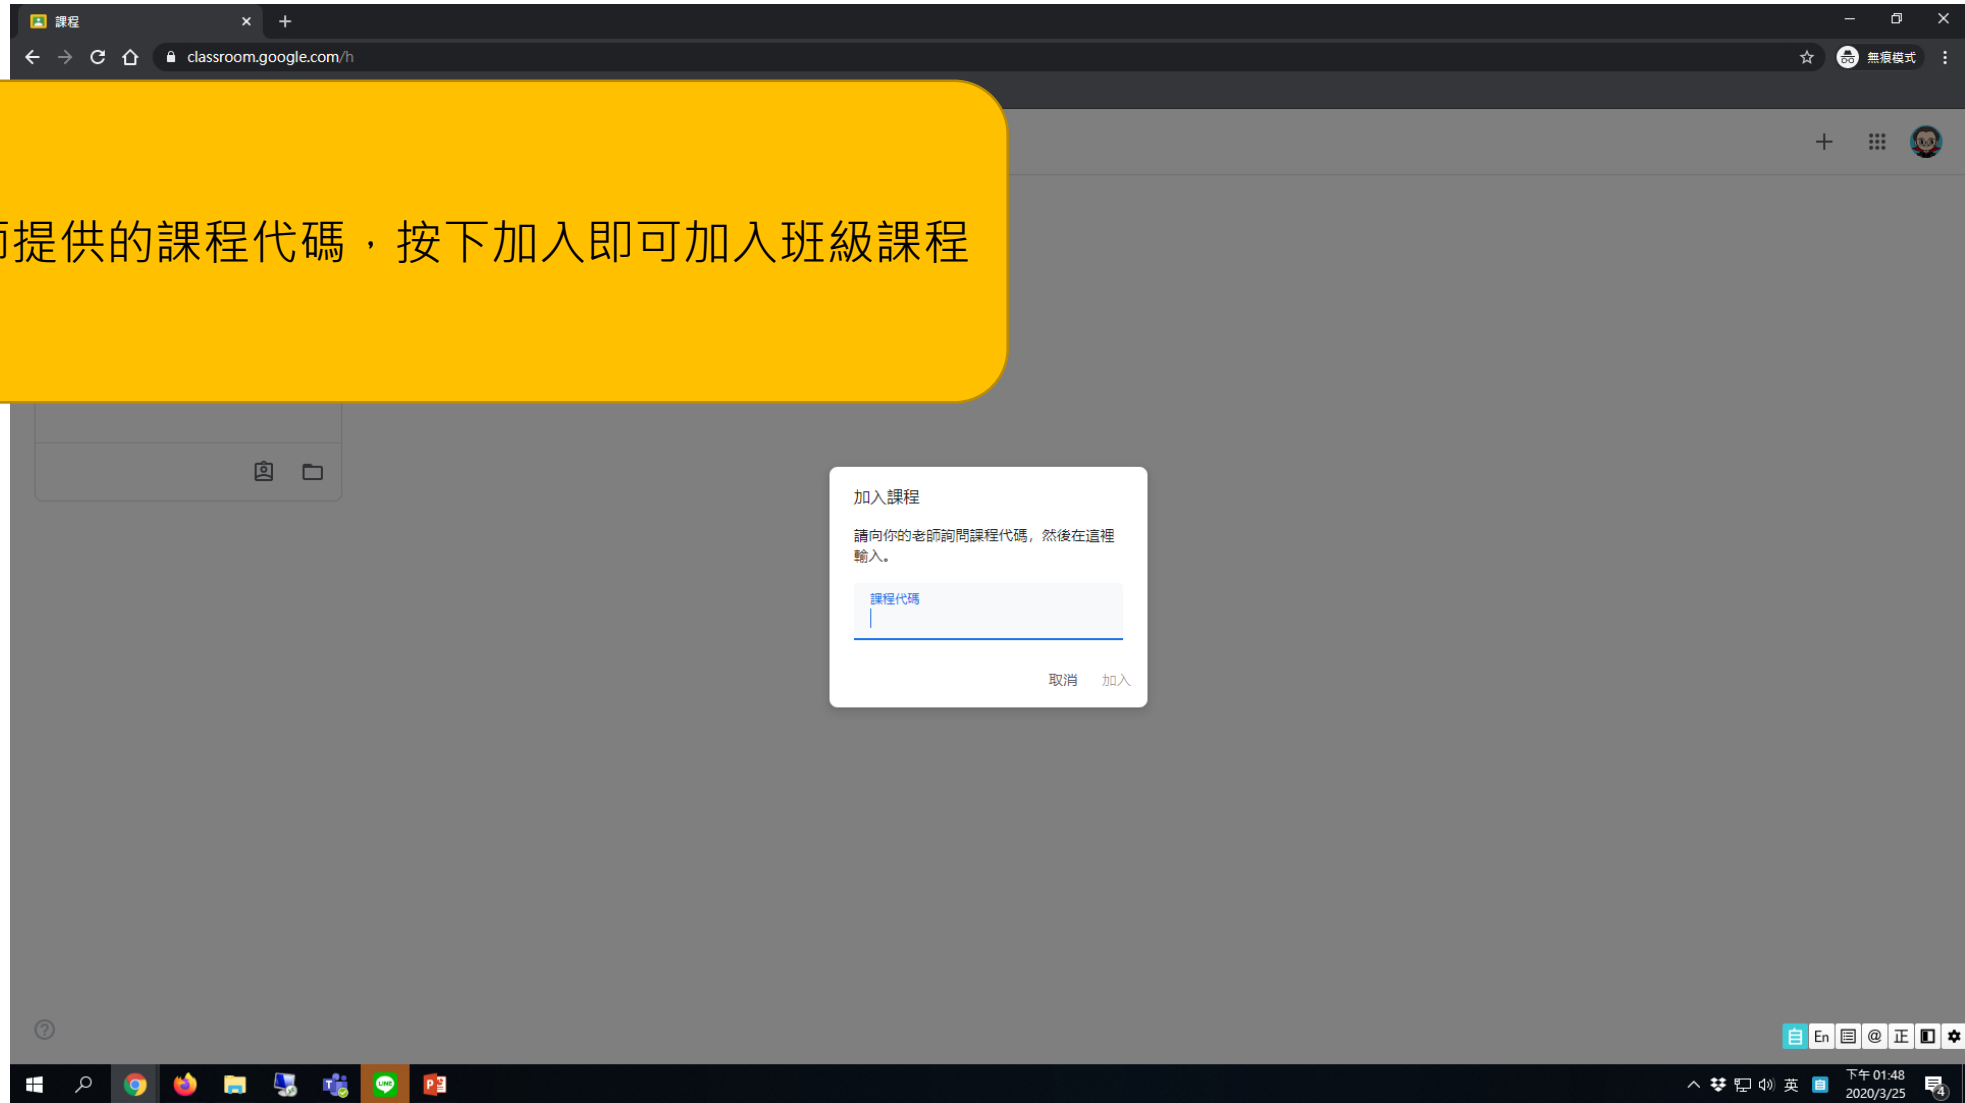 課程
classroom.google.com/h
無痕模式
提供的課程代碼，按下加入即可加入班級課程
加入課程
請向你的老師詢問課程代碼，然後在這裡
輸入。
課程代碼
取消 加入
自 En @ 正
英 自
下午 01:48
2020/3/25
4